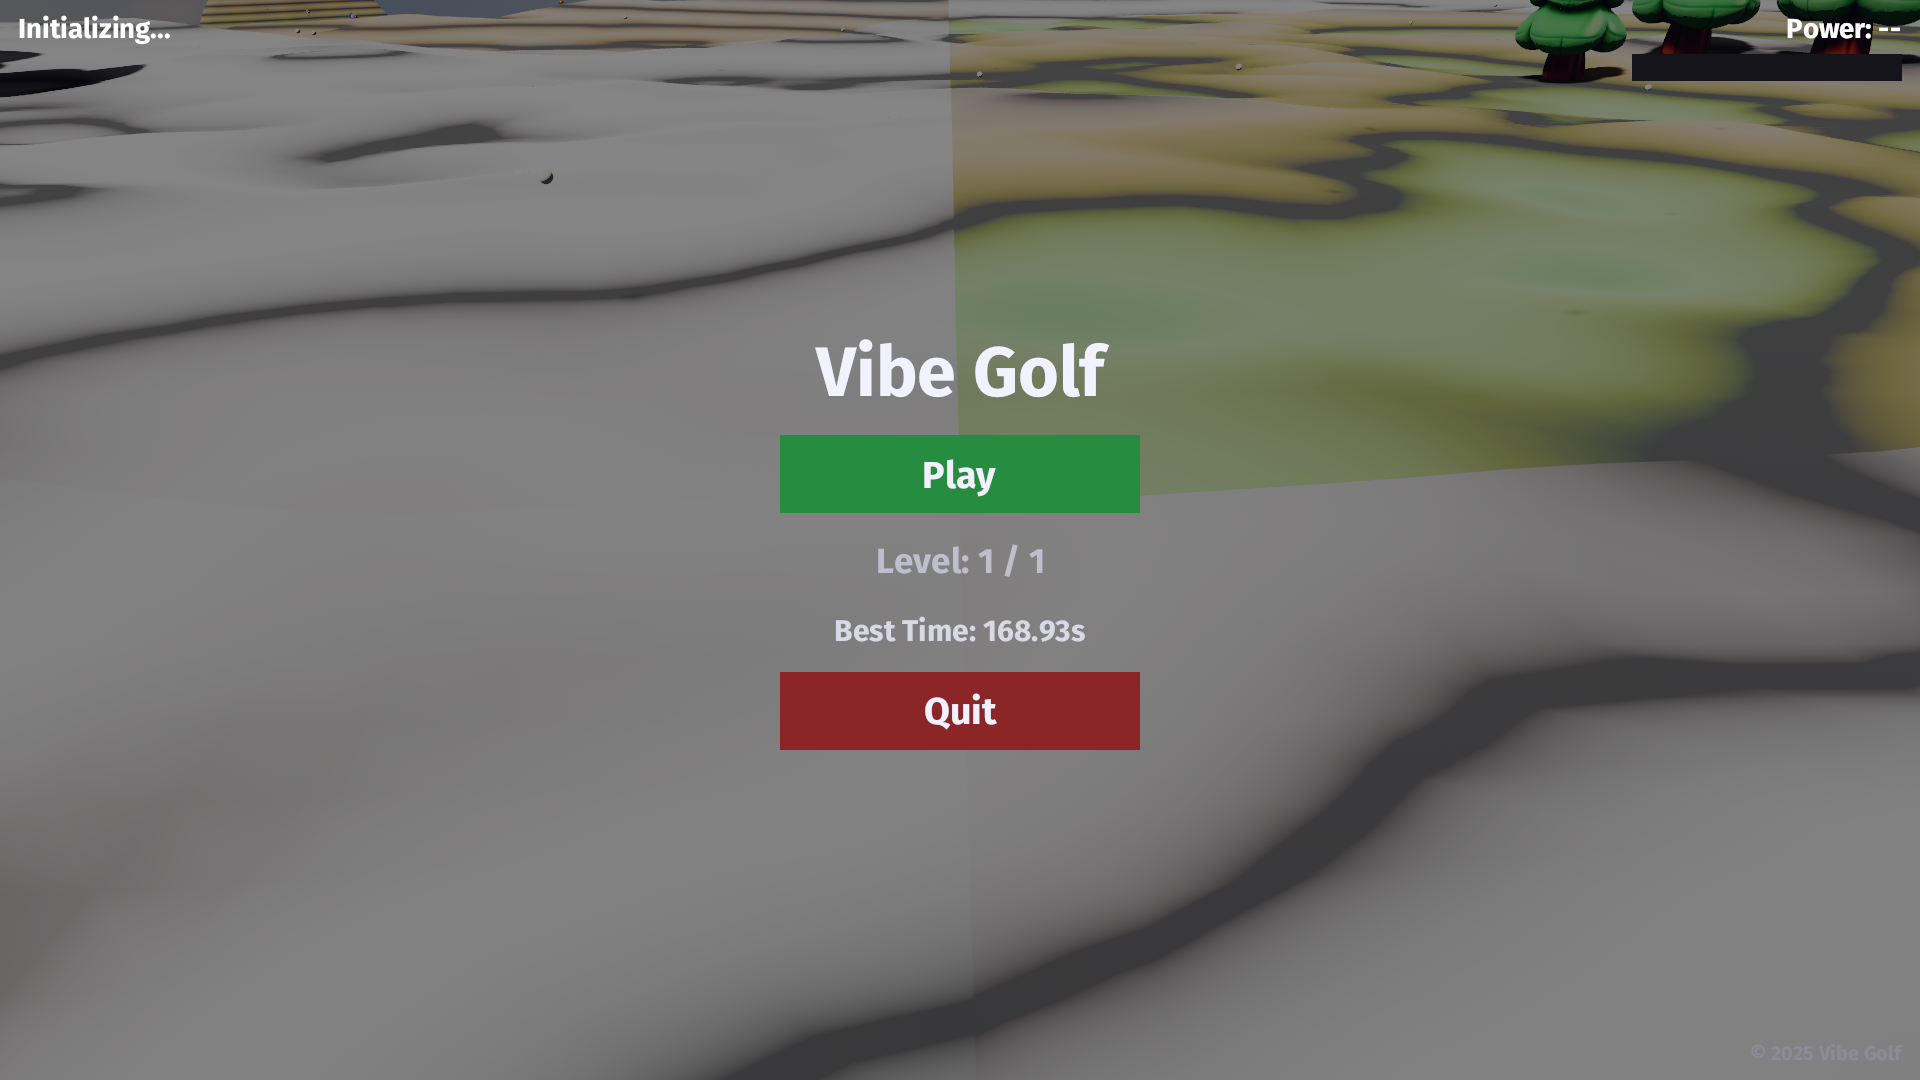 Initializing...
Power: --
Vibe Golf
Play
Level: 1 / 1
Best Time: 168.93s
Quit
© 2025 Vibe Golf